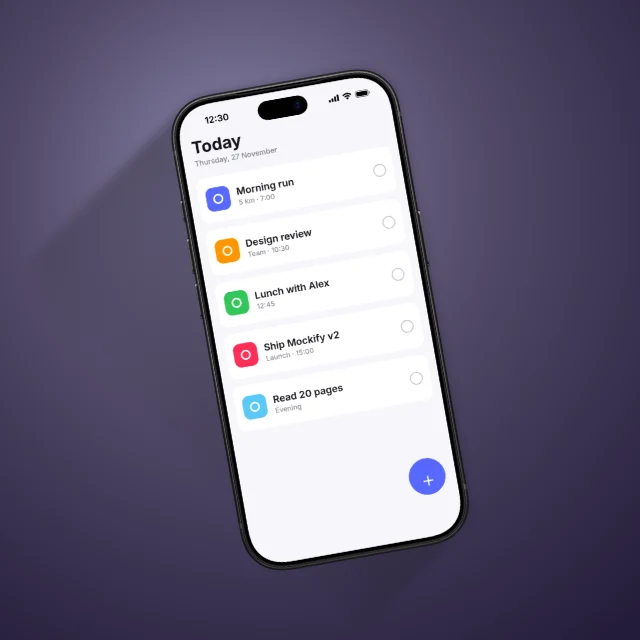 12:30
Today
Thursday, 27 November
Morning run
5 km · 7:00
Design review
Team · 10:30
Lunch with Alex
12:45
Ship Mockify v2
Launch · 15:00
Read 20 pages
Evening
+